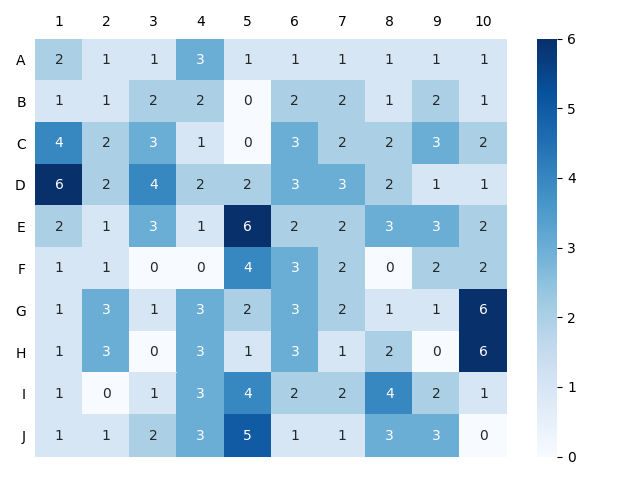 1 2 3 4 5 6 7 8 9 10
A 2 1 1 3 1 1 1 1 1 1
B 1 1 2 2 0 2 2 1 2 1
C 4 2 3 1 0 3 2 2 3 2
D 6 2 4 2 2 3 3 2 1 1
E 2 1 3 1 6 2 2 3 3 2
F 1 1 0 0 4 3 2 0 2 2
G 1 3 1 3 2 3 2 1 1 6
H 1 3 0 3 1 3 1 2 0 6
I 1 0 1 3 4 2 2 4 2 1
J 1 1 2 3 5 1 1 3 3 0
6
5
4
3
2
1
0